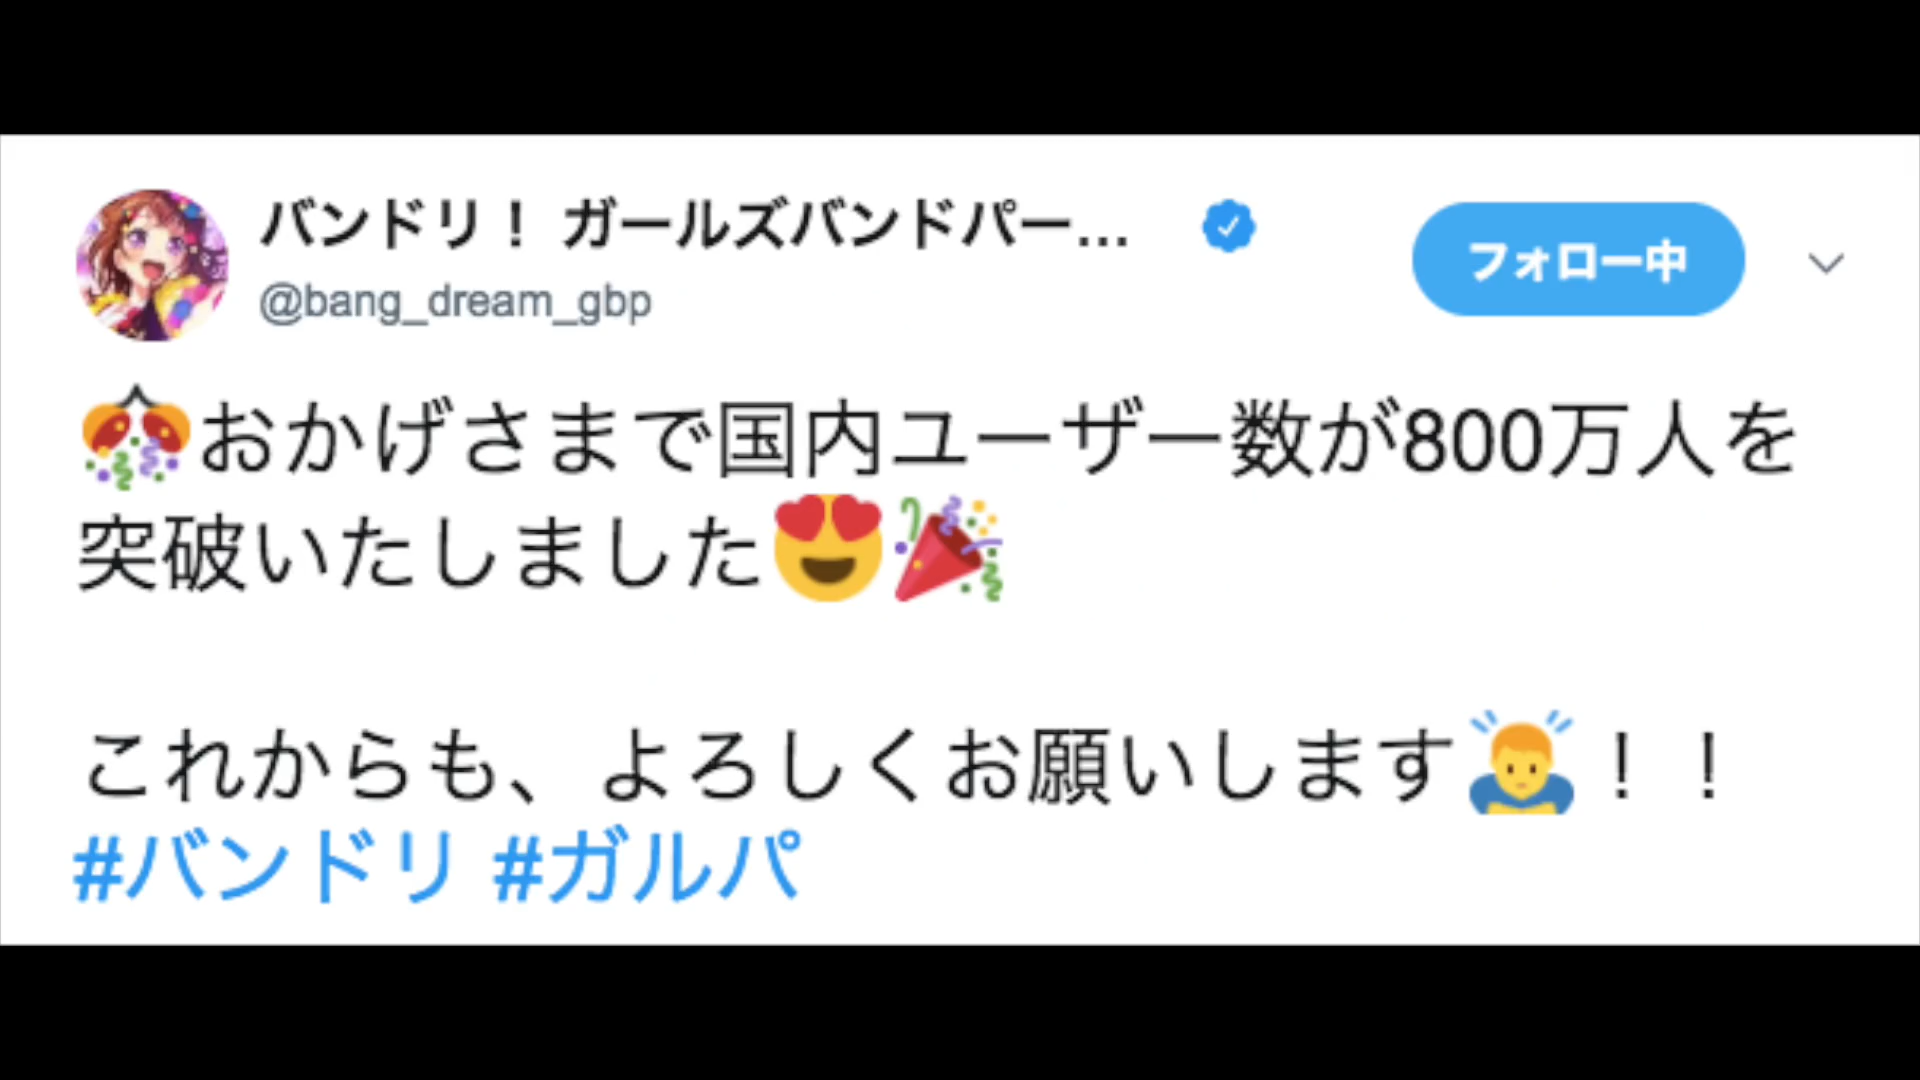 バンドリ！ ガールズバンドパー...
@bang_dream_gbp
フォロー中
🎊おかげさまで国内ユーザー数が800万人を
突破いたしました😍🎉
これからも、よろしくお願いします🙇！！
#バンドリ #ガルパ